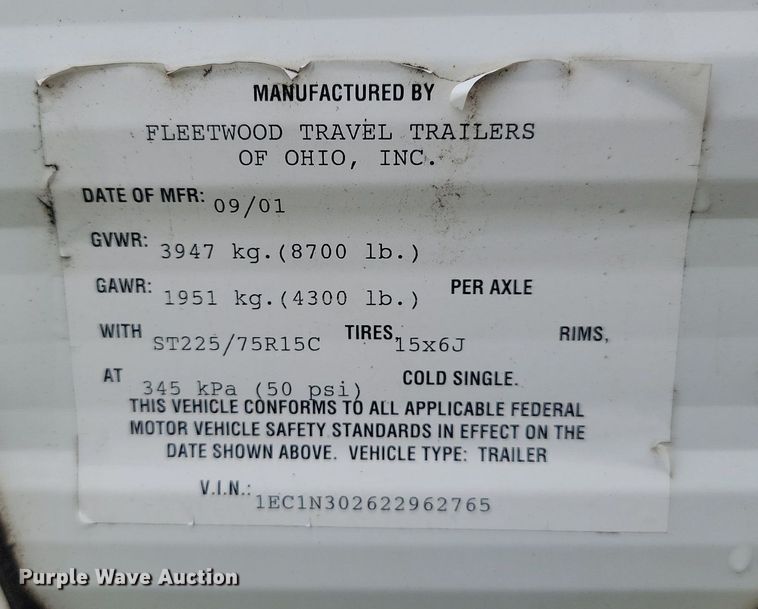 MANUFACTURED BY
FLEETWOOD TRAVEL TRAILERS
OF OHIO, INC.
DATE OF MFR: 09/01
GVWR: 3947 kg.(8700 lb.)
GAWR: 1951 kg.(4300 lb.) PER AXLE
WITH ST225/75R15C TIRES, 15x6J RIMS,
AT 345 kPa (50 psi) COLD SINGLE.
THIS VEHICLE CONFORMS TO ALL APPLICABLE FEDERAL
MOTOR VEHICLE SAFETY STANDARDS IN EFFECT ON THE
DATE SHOWN ABOVE. VEHICLE TYPE: TRAILER
V.I.N.: 1EC1N302622962765
Purple Wave Auction